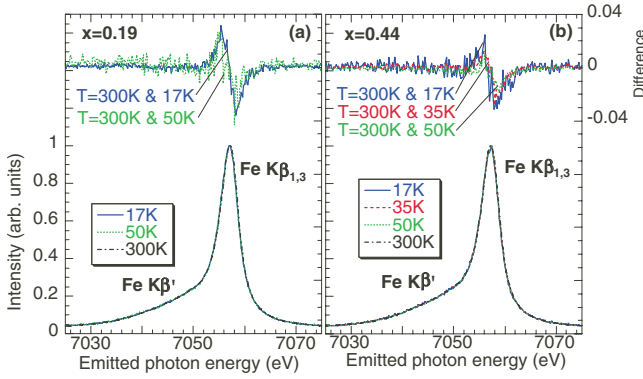 x=0.19
(a)
T=300K & 17K
T=300K & 50K
x=0.44
(b)
T=300K & 17K
T=300K & 35K
T=300K & 50K
0.04
0
-0.04
Difference
1
0.8
0.6
0.4
0.2
0
Intensity (arb. units)
Fe Kβ1,3
17K
50K
300K
Fe Kβ'
Fe Kβ1,3
17K
35K
50K
300K
Fe Kβ'
7030 7050 7070
Emitted photon energy (eV)
7030 7050 7070
Emitted photon energy (eV)